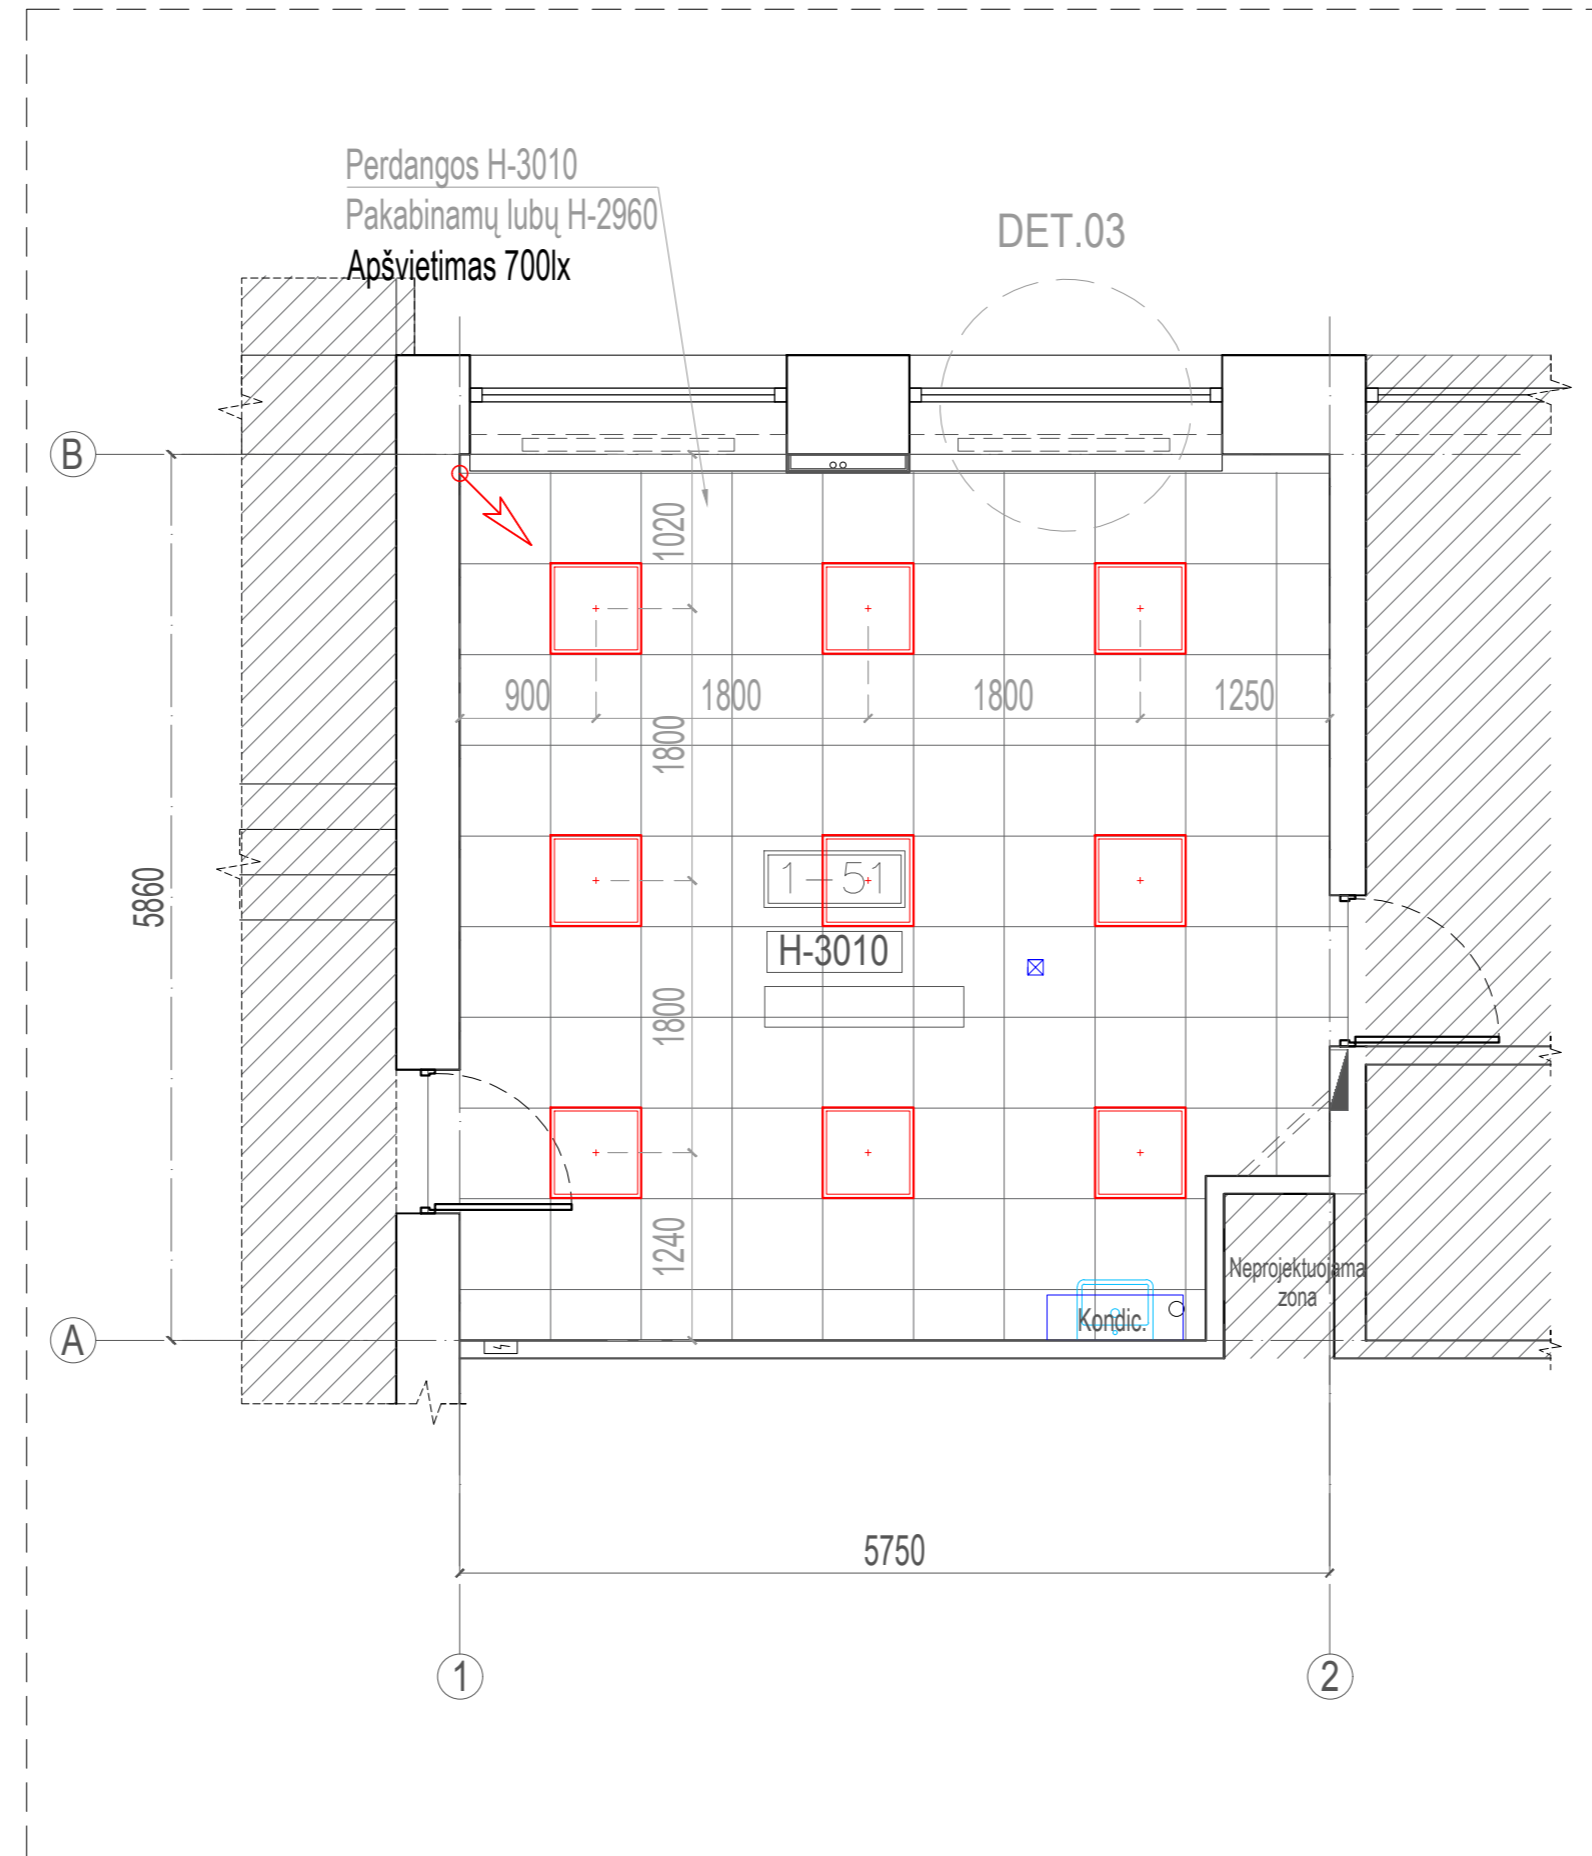 Perdangos H-3010
Pakabinamų lubų H-2960
Apšvietimas 700lx
DET.03
B
1020
900
1800
1800
1250
1800
5860
1-51
H-3010
1800
1240
Neprojektuojama
zona
Kondic.
A
5750
1
2